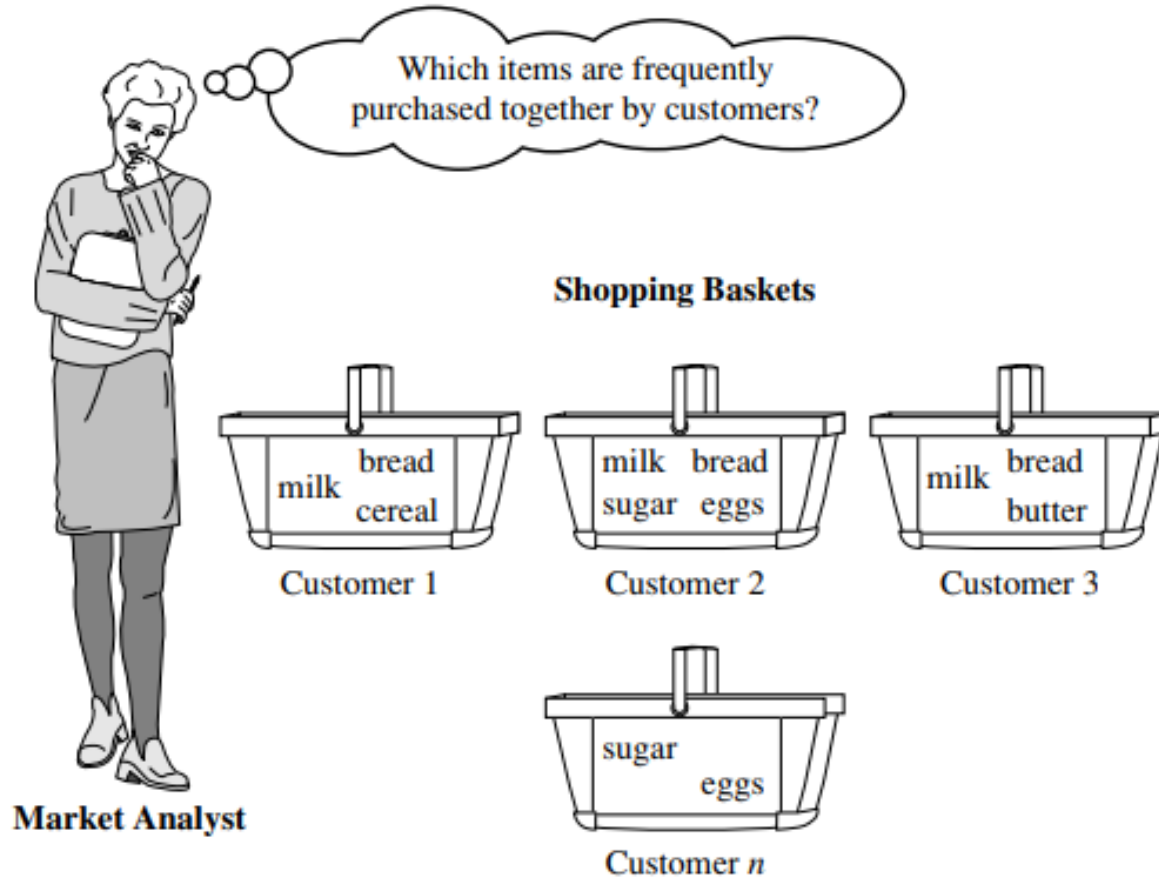 Which items are frequently
purchased together by customers?
Shopping Baskets
milk bread
cereal
Customer 1
milk bread
sugar eggs
Customer 2
milk bread
butter
Customer 3
sugar
eggs
Customer n
Market Analyst